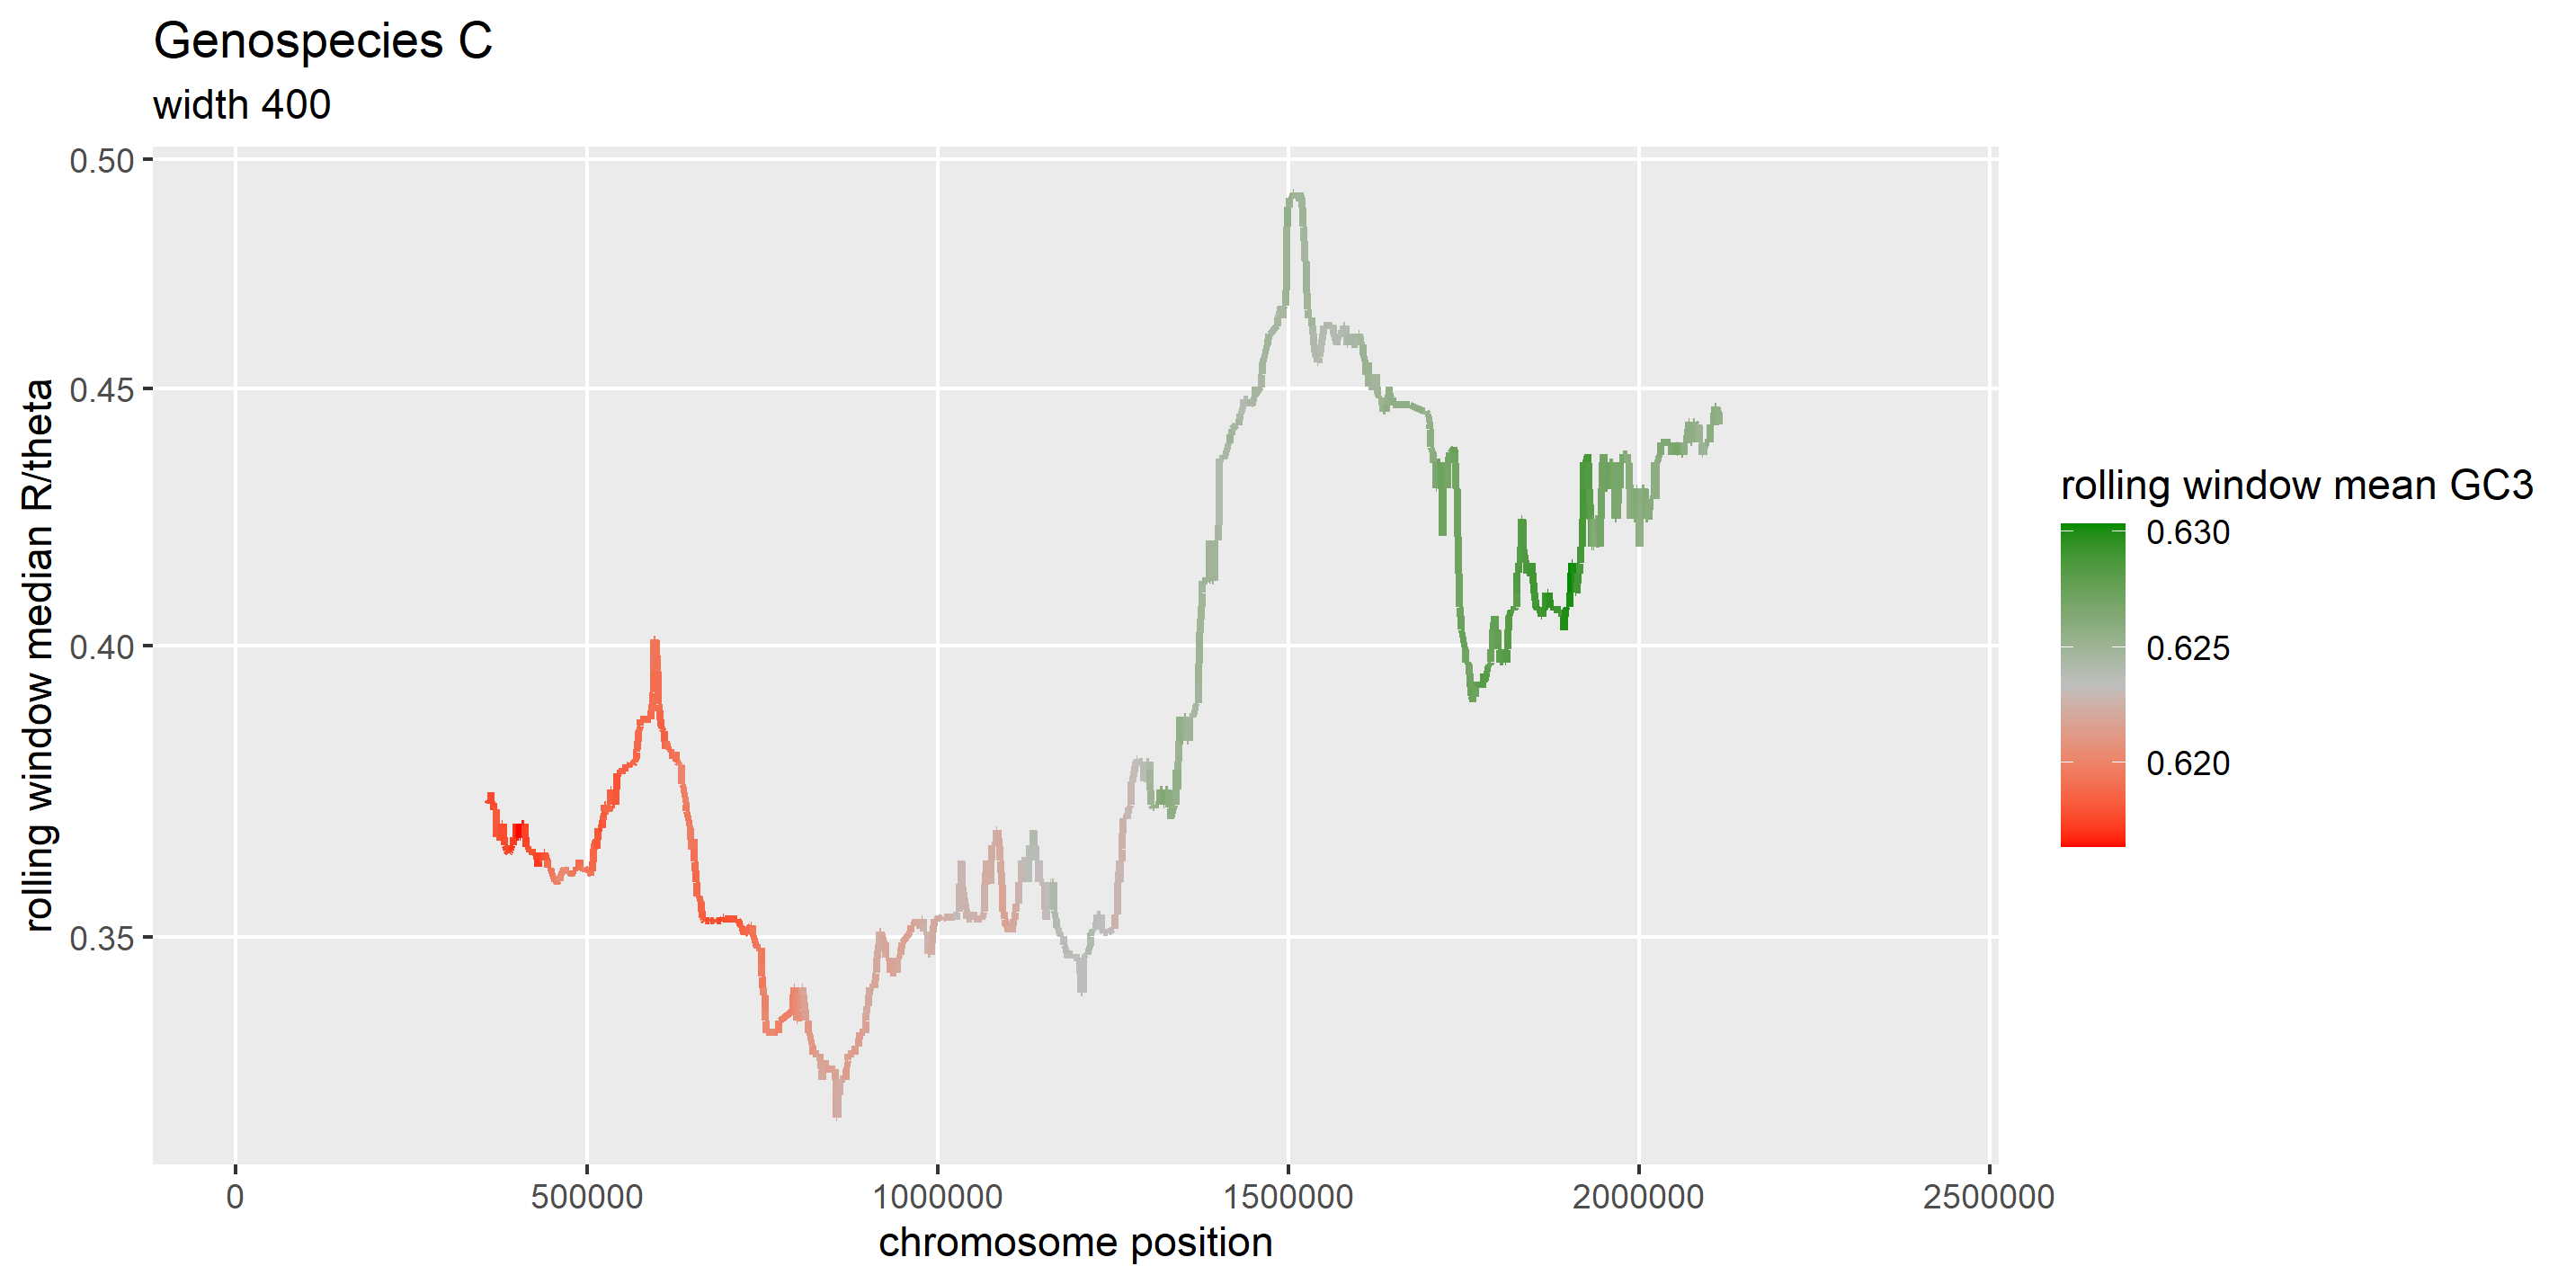 Genospecies C
width 400
0.50
0.45
0.40
0.35
rolling window median R/theta
0
500000
1000000
1500000
2000000
2500000
chromosome position
rolling window mean GC3
0.630
0.625
0.620